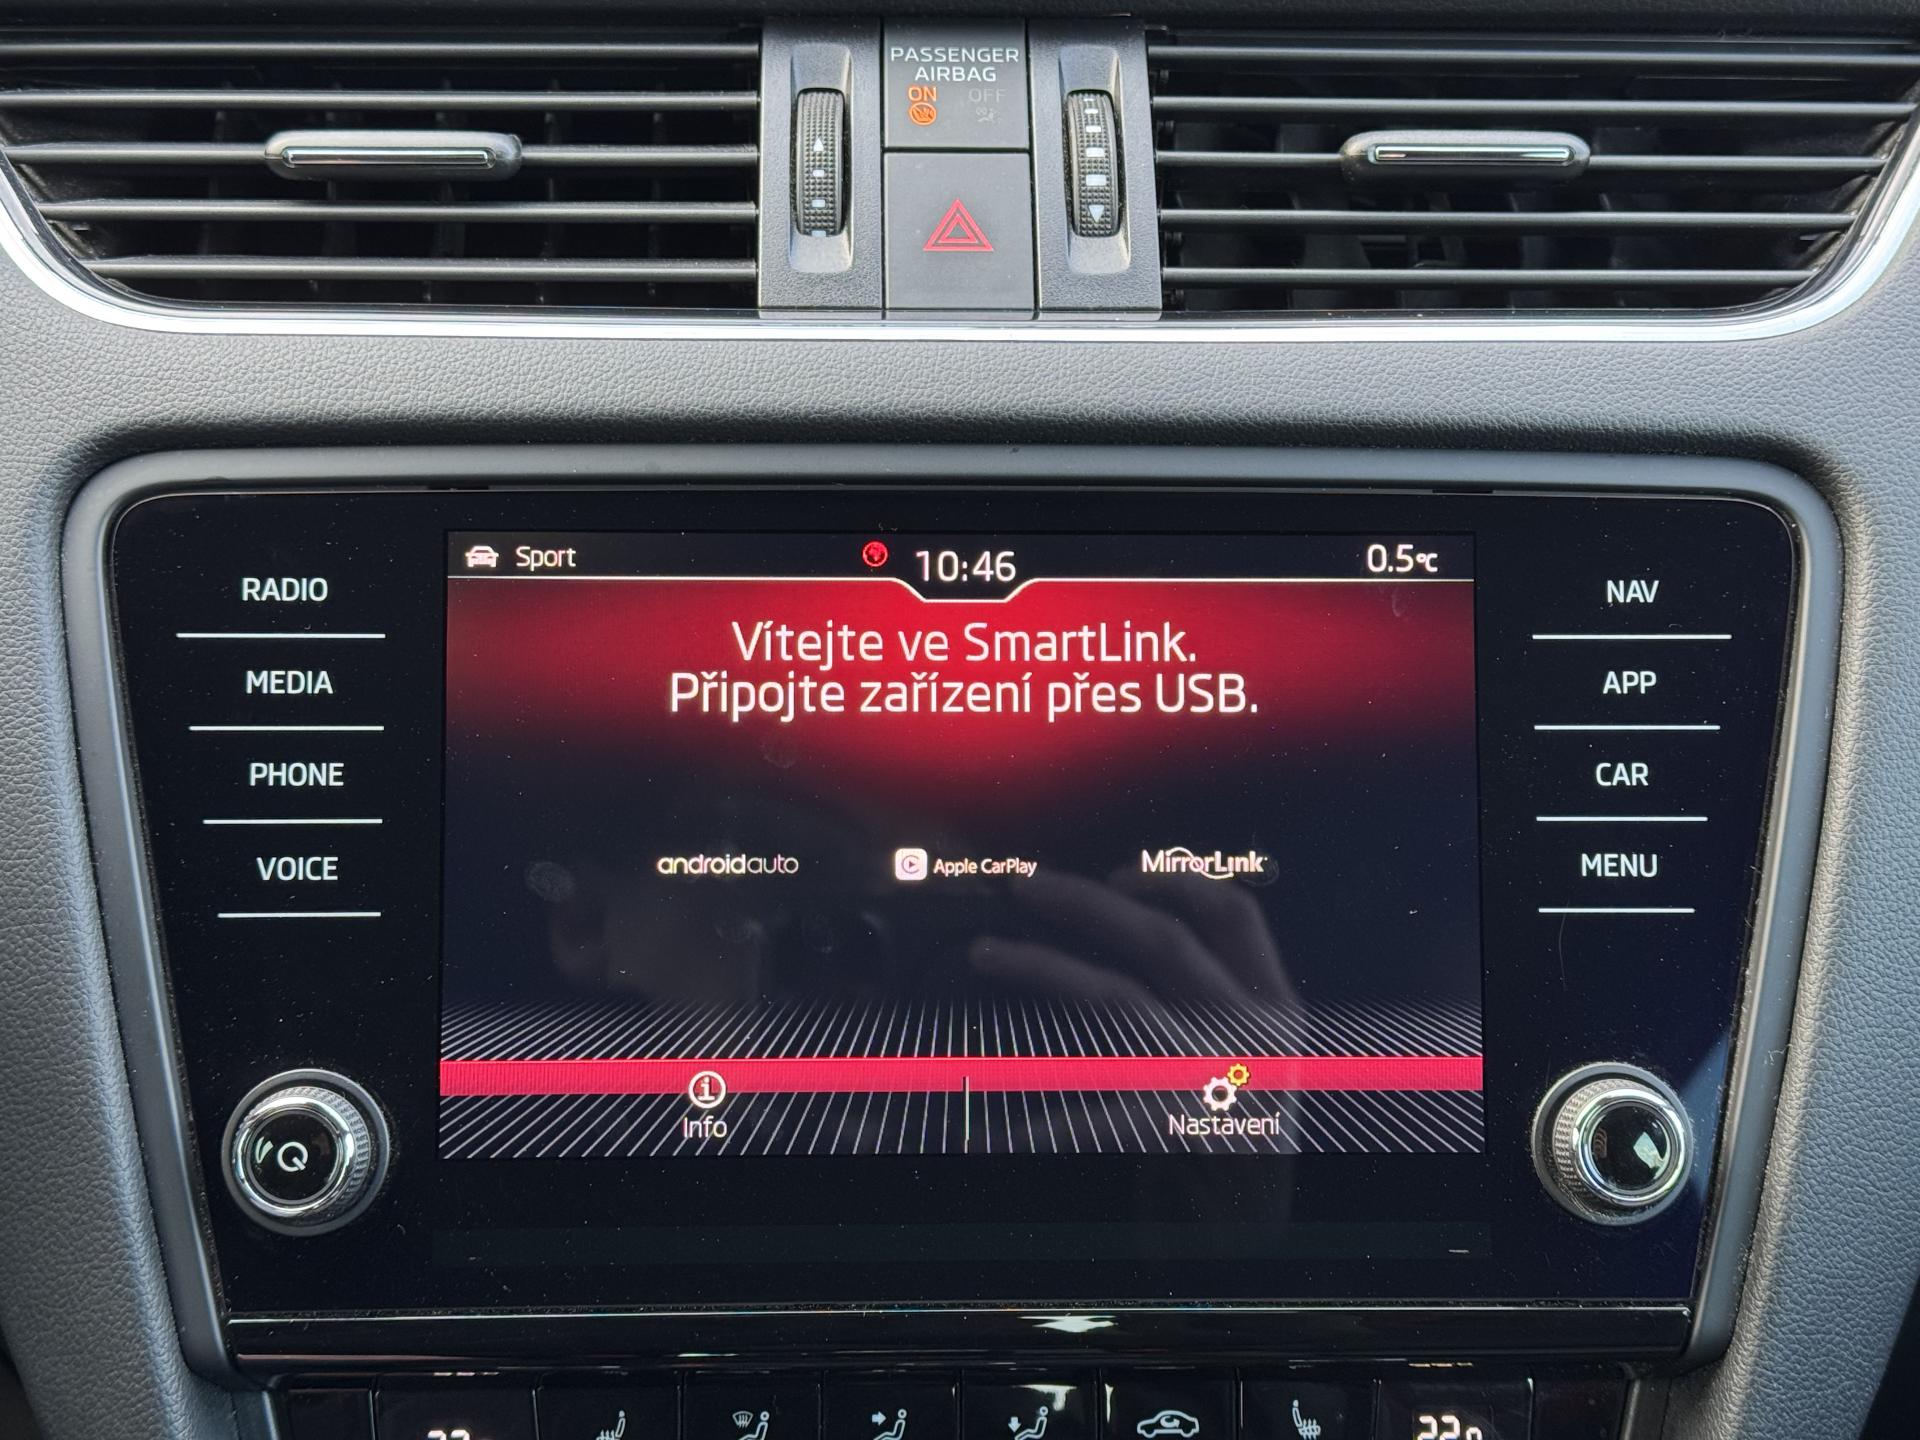 PASSENGER
AIRBAG
ON OFF
Sport 10:46 0.5°C
RADIO
MEDIA
PHONE
VOICE
Vítejte ve SmartLink.
Připojte zařízení přes USB.
androidauto Apple CarPlay MirrorLink
Info Nastavení
NAV
APP
CAR
MENU